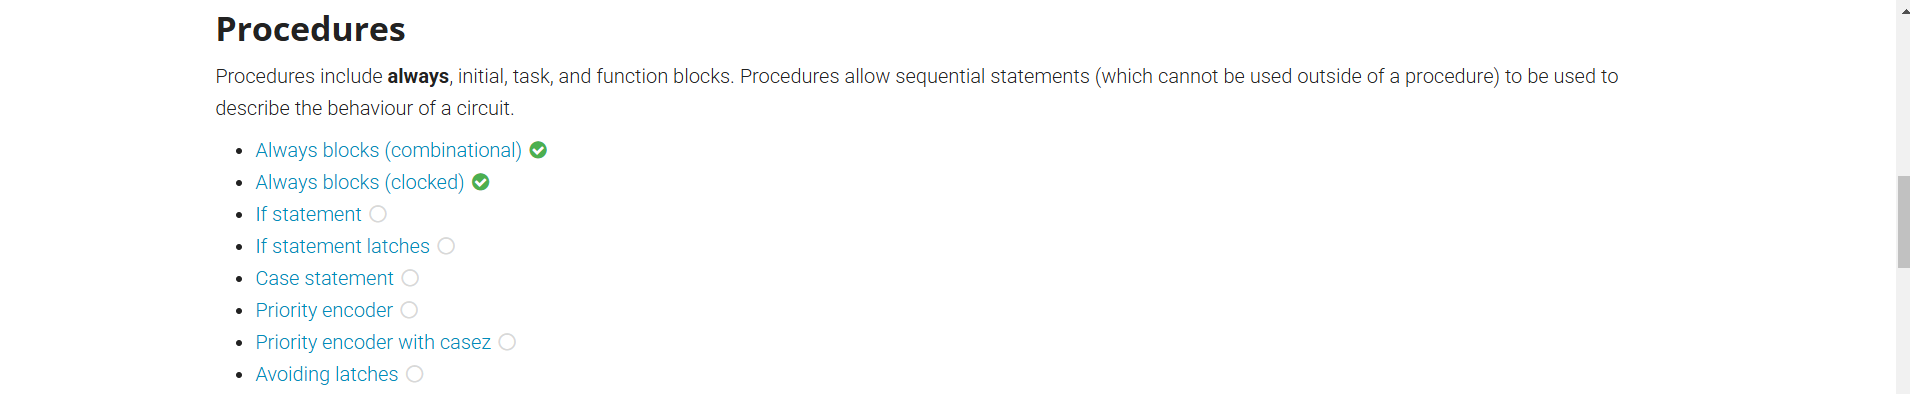 Procedures
Procedures include always, initial, task, and function blocks. Procedures allow sequential statements (which cannot be used outside of a procedure) to be used to
describe the behaviour of a circuit.
Always blocks (combinational)
Always blocks (clocked)
If statement
If statement latches
Case statement
Priority encoder
Priority encoder with casez
Avoiding latches